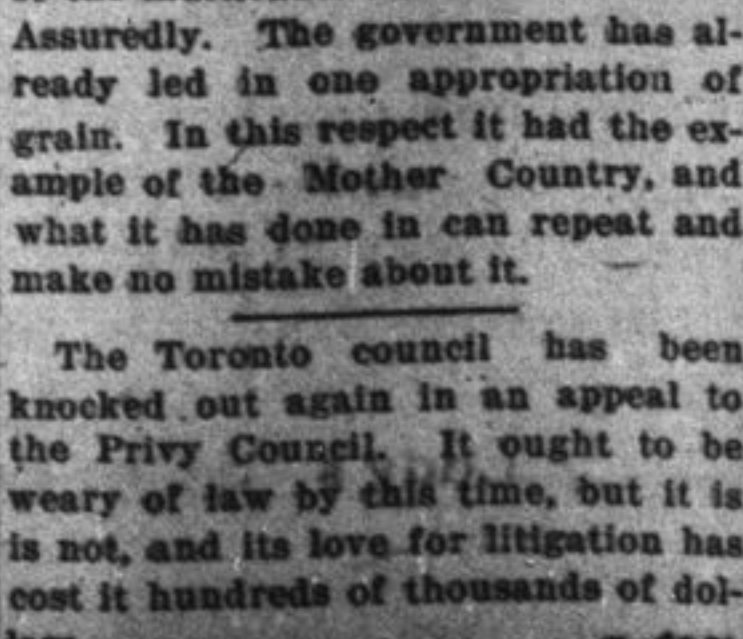 Assuredly. The government has al-
ready led in one appropriation of
grain. In this respect it had the ex-
ample of the Mother Country, and
what it has done in can repeat and
make no mistake about it.
The Toronto council has been
knocked out again in an appeal to
the Privy Council. It ought to be
weary of law by this time, but it is
is not, and its love for litigation has
cost it hundreds of thousands of dol-